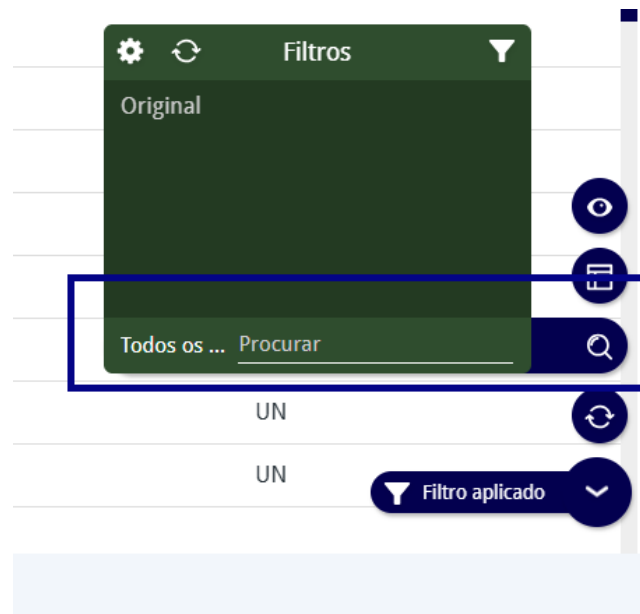 Filtros
Original
Todos os ... Procurar
UN
UN
Filtro aplicado